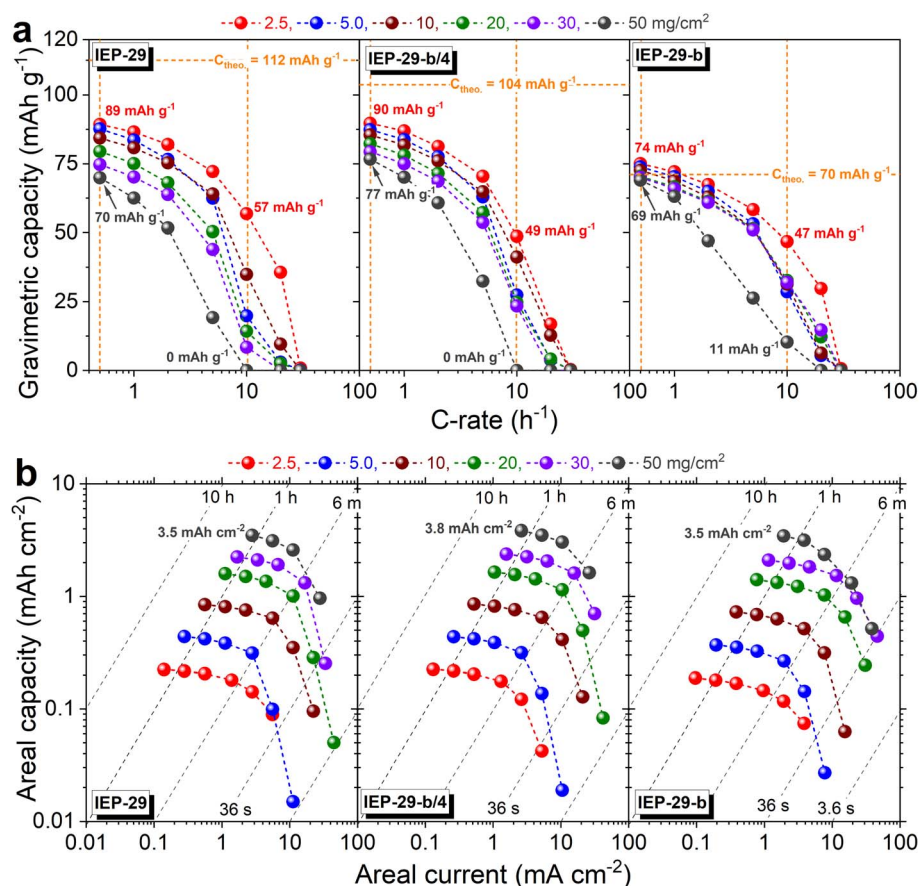 a
2.5, 5.0, 10, 20, 30, 50 mg/cm²
Gravimetric capacity (mAh g⁻¹)
120
100
75
50
25
0
IEP-29
C_theo. = 112 mAh g⁻¹
89 mAh g⁻¹
70 mAh g⁻¹
57 mAh g⁻¹
0 mAh g⁻¹
IEP-29-b/4
C_theo. = 104 mAh g⁻¹
90 mAh g⁻¹
77 mAh g⁻¹
49 mAh g⁻¹
0 mAh g⁻¹
IEP-29-b
74 mAh g⁻¹
C_theo. = 70 mAh g⁻¹
69 mAh g⁻¹
47 mAh g⁻¹
11 mAh g⁻¹
1 10 100 1 10 100 1 10 100
C-rate (h⁻¹)
b
2.5, 5.0, 10, 20, 30, 50 mg/cm²
Areal capacity (mAh cm⁻²)
10
1
0.1
0.01
10 h 1 h 6 m
3.5 mAh cm⁻²
IEP-29
36 s
10 h 1 h 6 m
3.8 mAh cm⁻²
IEP-29-b/4
36 s
10 h 1 h 6 m
3.5 mAh cm⁻²
IEP-29-b
36 s 3.6 s
0.01 0.1 1 10 100 0.1 1 10 100 0.1 1 10 100
Areal current (mA cm⁻²)